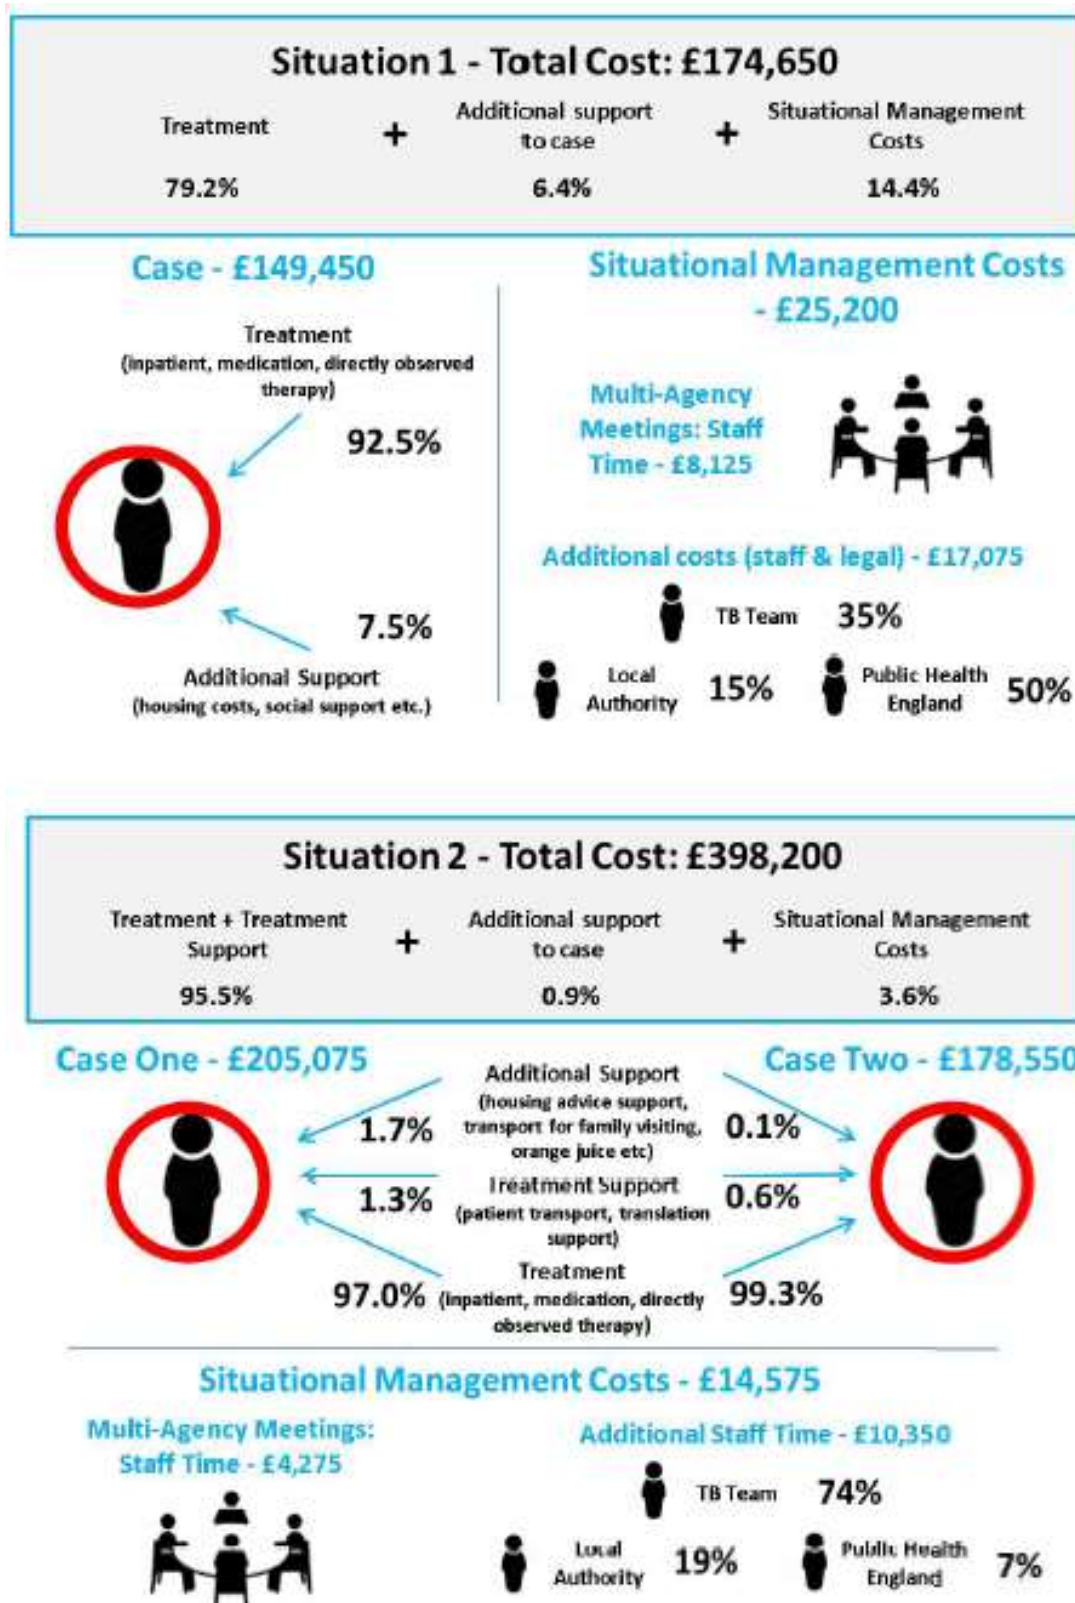 Situation 1 - Total Cost: £174,650
Treatment
+
Additional support
to case
+
Situational Management
Costs
79.2%
6.4%
14.4%
Case - £149,450
Treatment
(inpatient, medication, directly observed
therapy)
92.5%
7.5%
Additional Support
(housing costs, social support etc.)
Situational Management Costs
- £25,200
Multi-Agency
Meetings: Staff
Time - £8,125
Additional costs (staff & legal) - £17,075
TB Team
35%
Local
Authority
15%
Public Health
England
50%
Situation 2 - Total Cost: £398,200
Treatment + Treatment
Support
+
Additional support
to case
+
Situational Management
Costs
95.5%
0.9%
3.6%
Case One - £205,075
Case Two - £178,550
Additional Support
(housing advice support,
transport for family visiting,
orange juice etc)
1.7%
0.1%
Treatment Support
(patient transport, translation
support)
1.3%
0.6%
Treatment
(inpatient, medication, directly
observed therapy)
97.0%
99.3%
Situational Management Costs - £14,575
Multi-Agency Meetings:
Staff Time - £4,275
Additional Staff Time - £10,350
TB Team
74%
Local
Authority
19%
Public Health
England
7%